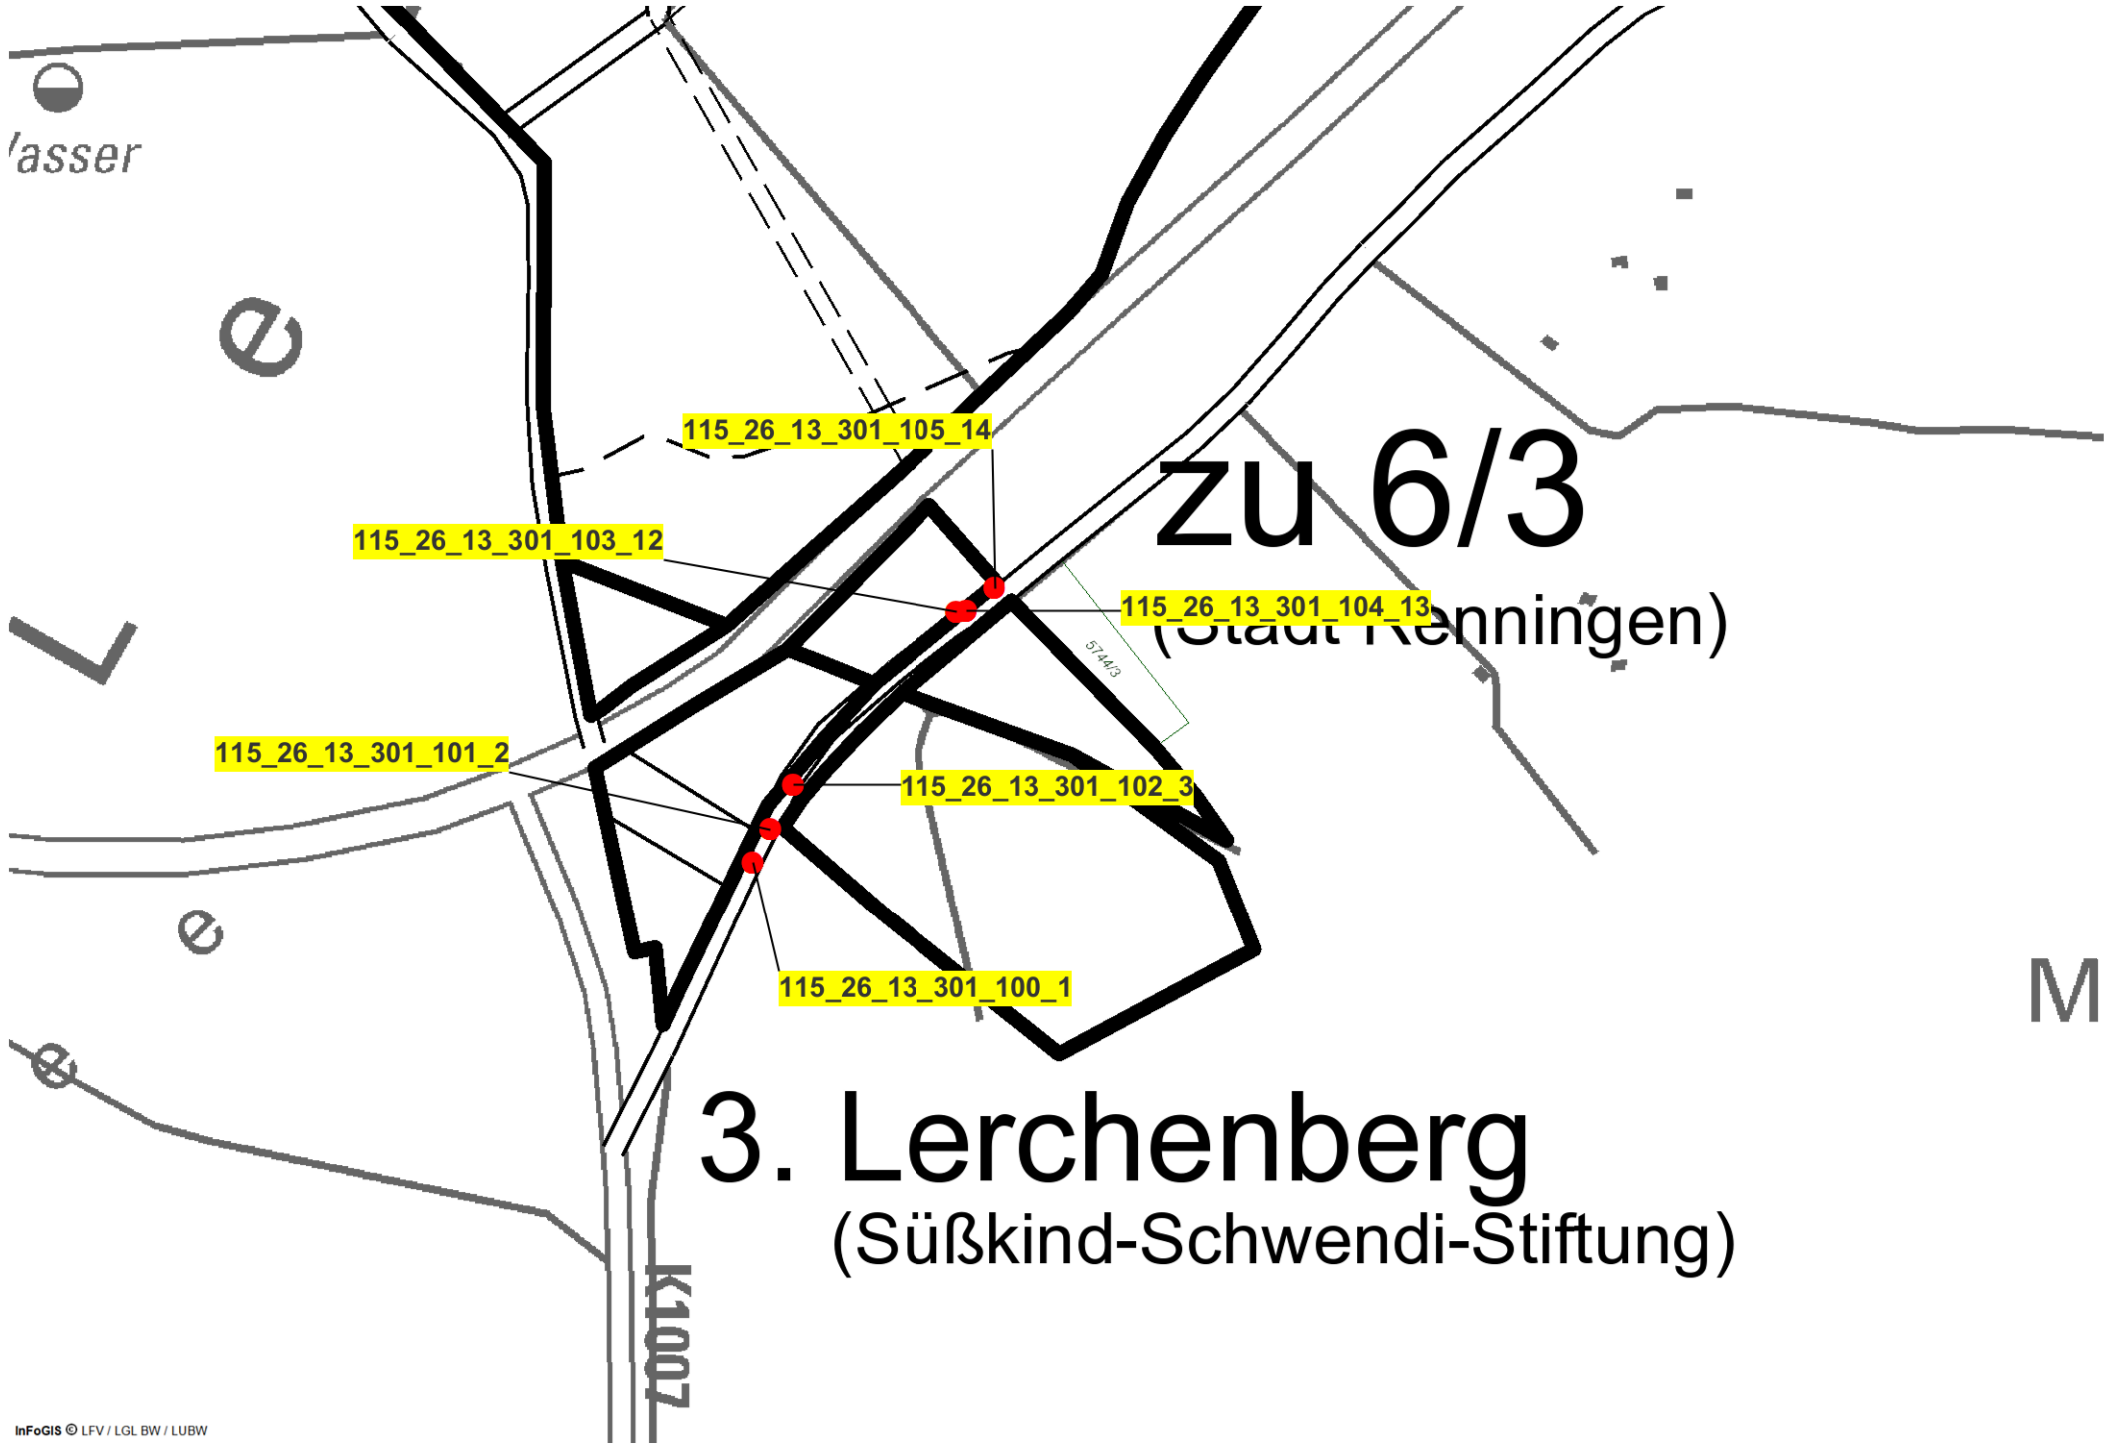 /asser
e
115_26_13_301_105_14
zu 6/3
115_26_13_301_103_12
115_26_13_301_104_13
(Stadt Renningen)
L
5744/3
115_26_13_301_101_2
115_26_13_301_102_3
e
115_26_13_301_100_1
M
e
3. Lerchenberg
(Süßkind-Schwendi-Stiftung)
K1007
InFoGIS © LFV / LGL BW / LUBW